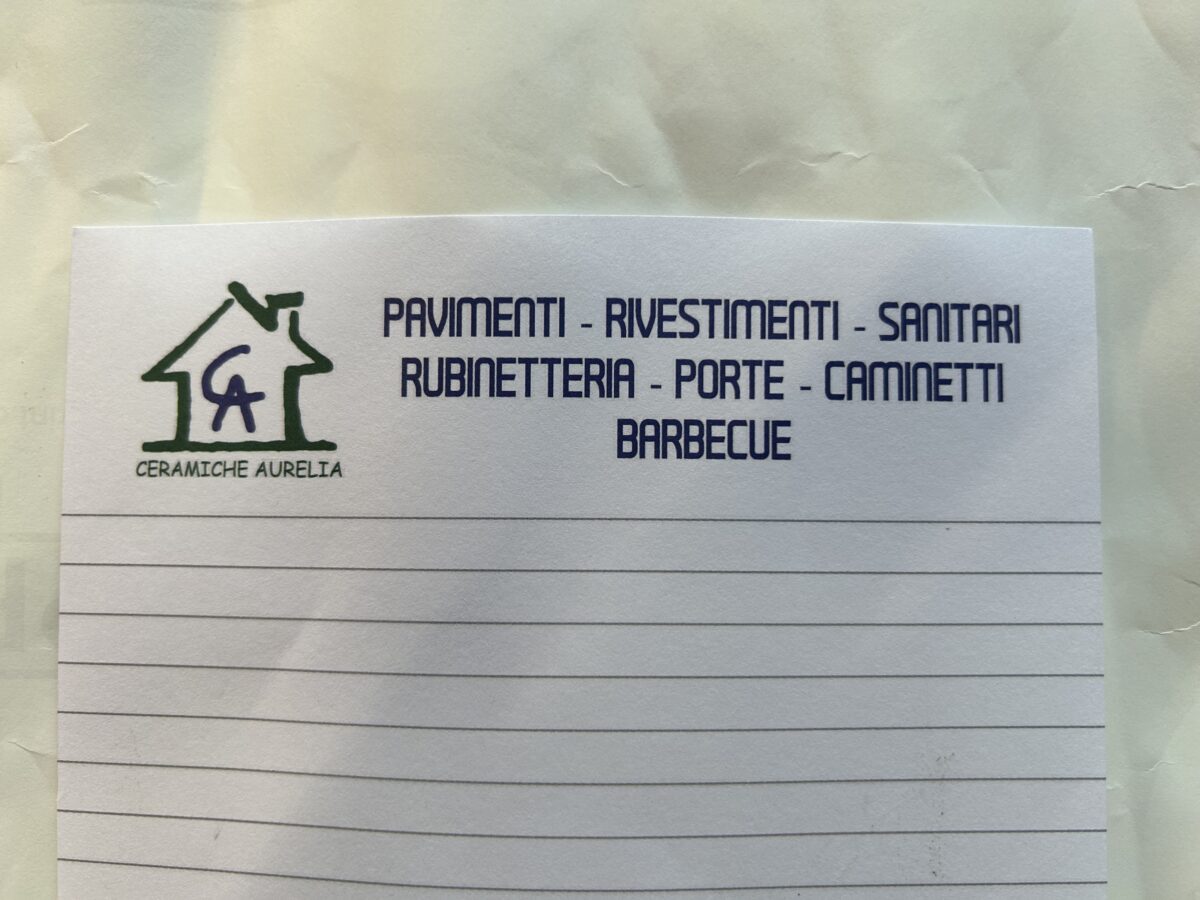 PAVIMENTI - RIVESTIMENTI - SANITARI
RUBINETTERIA - PORTE - CAMINETTI
BARBECUE
CA
CERAMICHE AURELIA